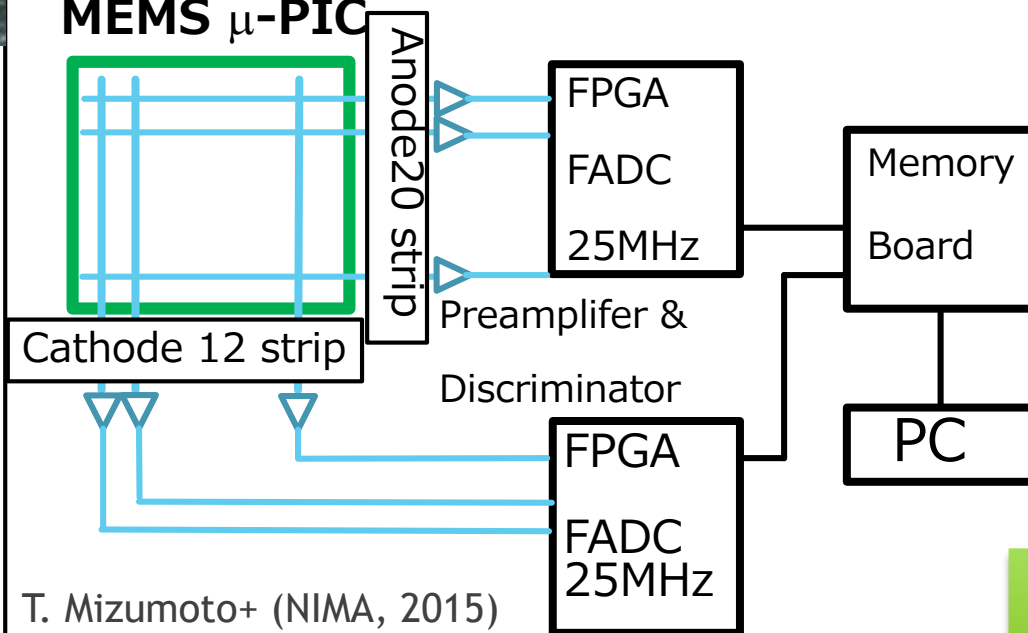 MEMS μ-PIC
Anode20 strip
FPGA
FADC
25MHz
Memory
Board
Preamplifer &
Discriminator
Cathode 12 strip
PC
FPGA
FADC
25MHz
T. Mizumoto+ (NIMA, 2015)